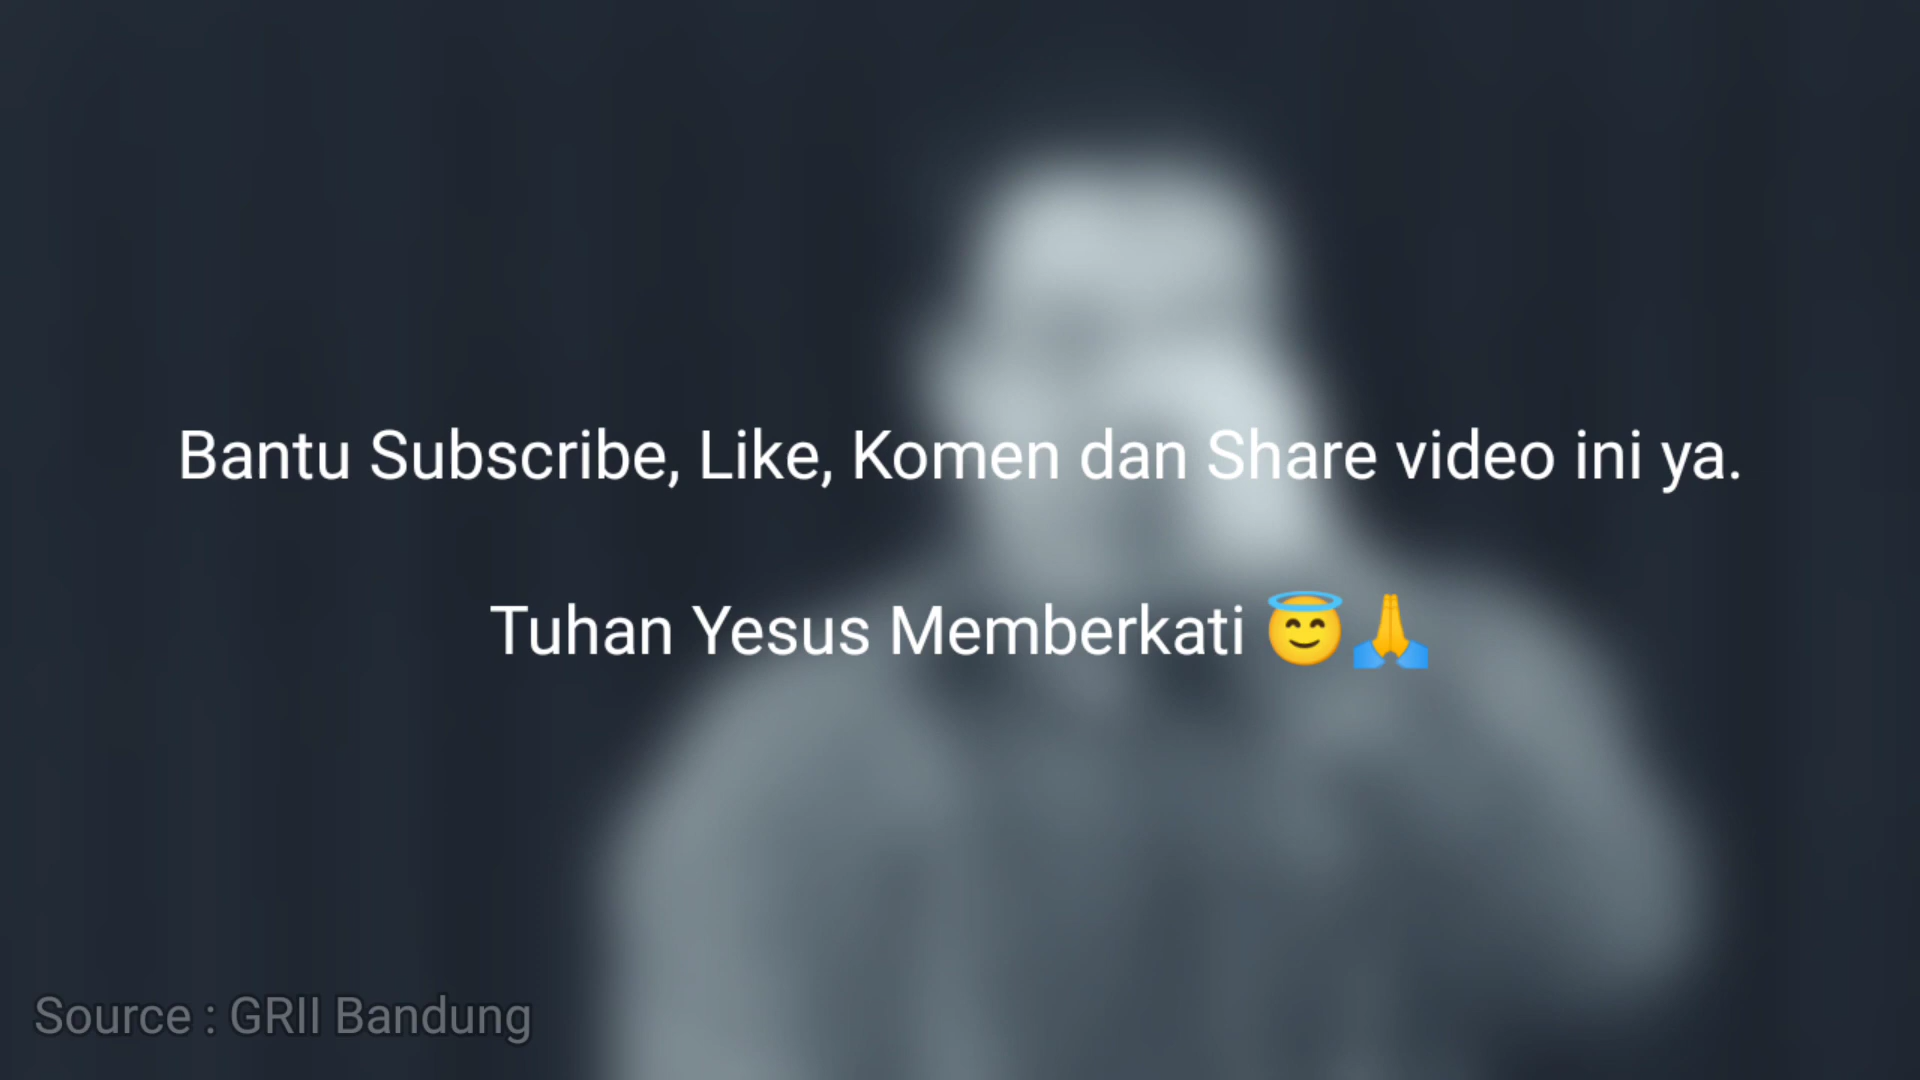 Bantu Subscribe, Like, Komen dan Share video ini ya.
Tuhan Yesus Memberkati 😇🙏
Source : GRII Bandung